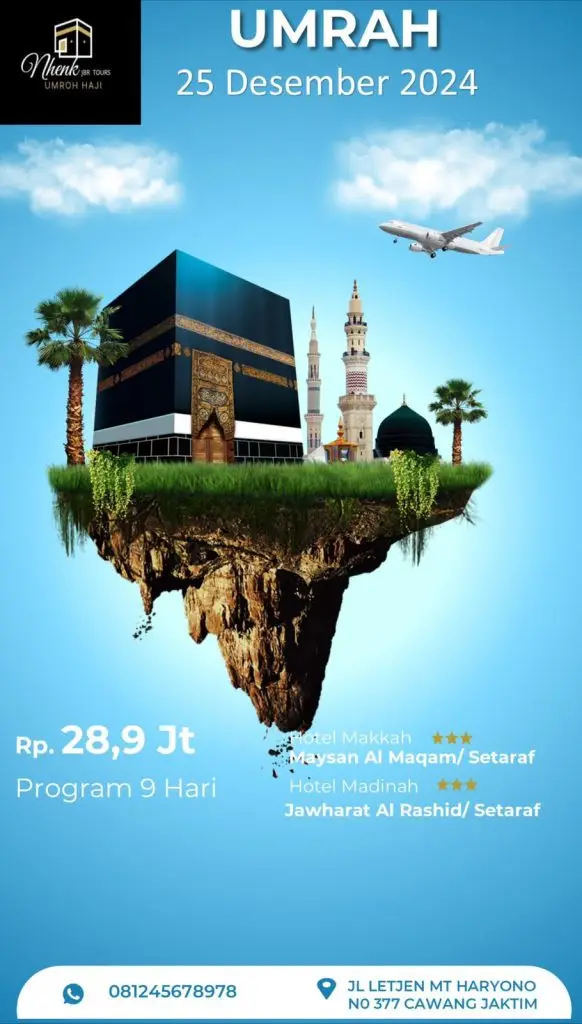 Nhenk JBR TOURS
UMROH HAJI
UMRAH
25 Desember 2024
Rp. 28,9 Jt
Program 9 Hari
Hotel Makkah
Maysan Al Maqam/ Setaraf
Hotel Madinah
Jawharat Al Rashid/ Setaraf
081245678978
JL LETJEN MT HARYONO
N0 377 CAWANG JAKTIM